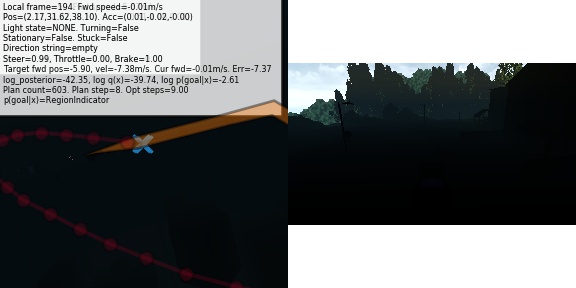 Local frame=194. Fwd.speed=-0.01m/s
Pos=(2.17,31.62,38.10). Acc=(0.01,-0.02,-0.00)
Light state=NONE. Turning=False
Stationary=False. Stuck=False
Direction string=empty
Steer=0.99, Throttle=0.00, Brake=1.00
Target fwd pos=-5.90, vel=-7.38m/s. Cur fwd=-0.01m/s. Err=-7.37
log_posterior=-42.35, log q(x)=-39.74, log p(goal|x)=-2.61
Plan count=603. Plan step=8. Opt steps=9.00
p(goal|x)=RegionIndicator